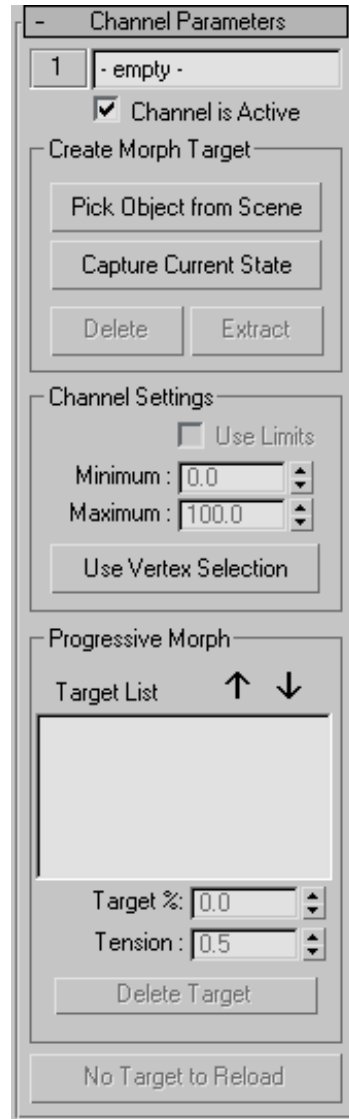 - Channel Parameters
1 - empty -
Channel is Active
Create Morph Target
Pick Object from Scene
Capture Current State
Delete Extract
Channel Settings
Use Limits
Minimum : 0.0
Maximum : 100.0
Use Vertex Selection
Progressive Morph
Target List
Target %: 0.0
Tension : 0.5
Delete Target
No Target to Reload